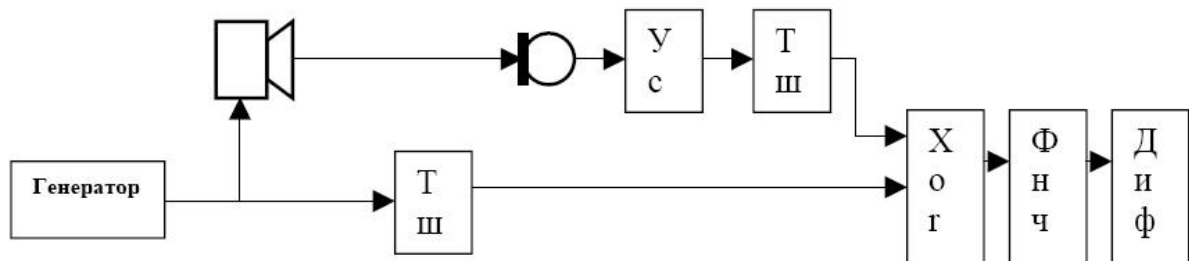 У
с
Т
ш
Генератор
Т
ш
Х
о
r
Ф
н
ч
Д
и
ф